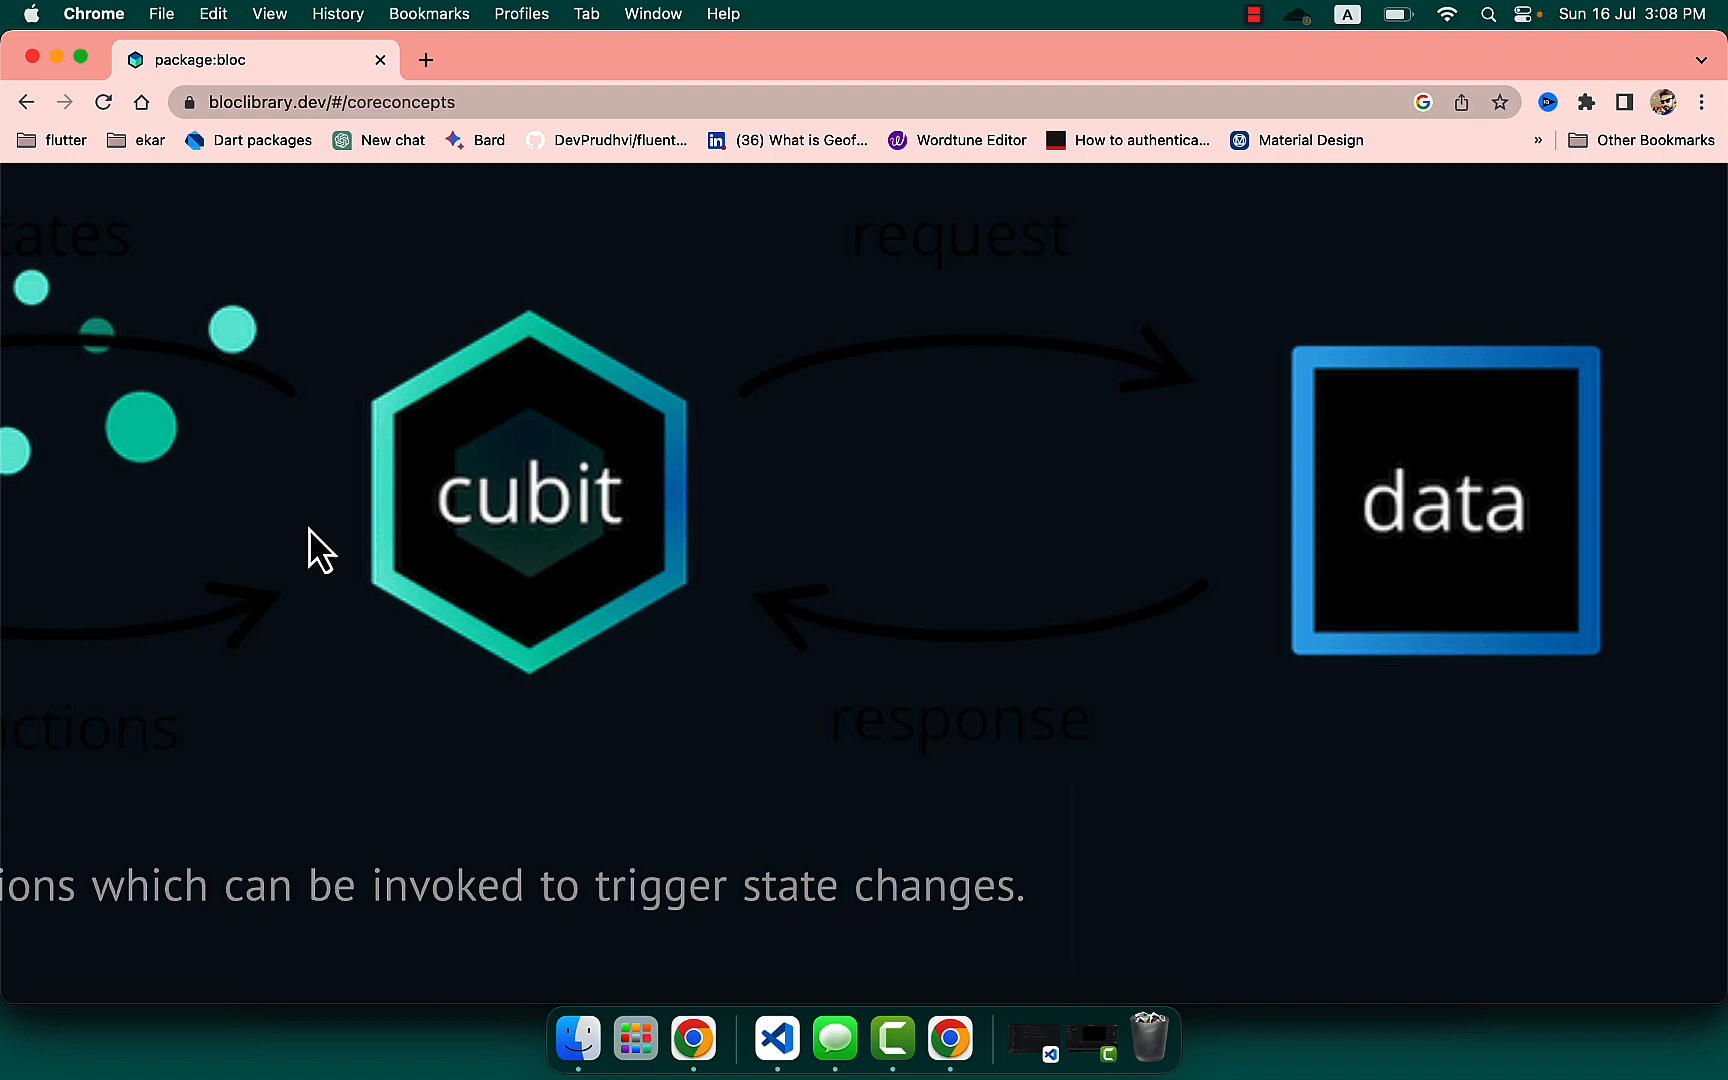 Chrome File Edit View History Bookmarks Profiles Tab Window Help A Sun 16 Jul 3:08 PM
package:bloc
bloclibrary.dev/#/coreconcepts
flutter ekar Dart packages New chat Bard DevPrudhvi/fluent... (36) What is Geof... Wordtune Editor How to authentica... Material Design » Other Bookmarks
tates request
cubit data
ctions response
ions which can be invoked to trigger state changes.